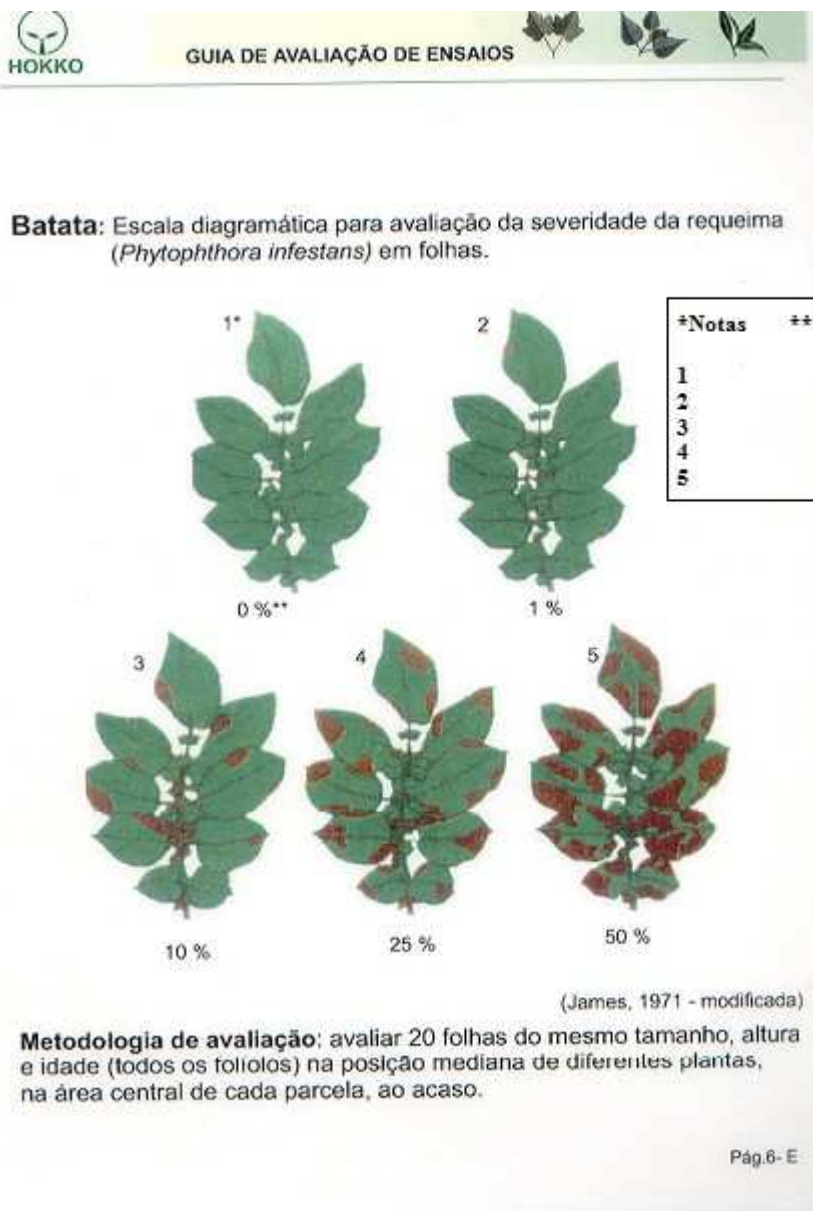 HOKKO
GUIA DE AVALIAÇÃO DE ENSAIOS
Batata: Escala diagramática para avaliação da severidade da requeima
(Phytophthora infestans) em folhas.
1*
2
*Notas **
1
2
3
4
5
0 %**
1 %
3
4
5
10 %
25 %
50 %
(James, 1971 - modificada)
Metodologia de avaliação: avaliar 20 folhas do mesmo tamanho, altura
e idade (todos os folíolos) na posição mediana de diferentes plantas,
na área central de cada parcela, ao acaso.
Pág.6- E